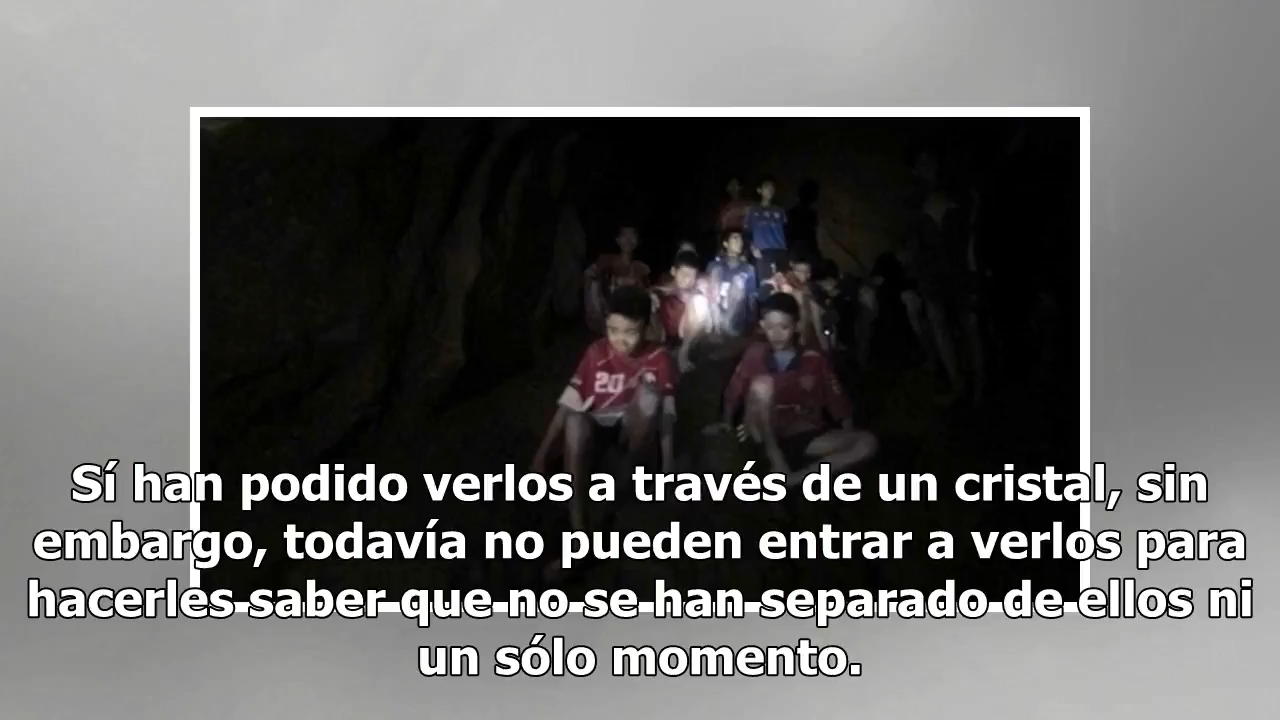 20
Sí han podido verlos a través de un cristal, sin
embargo, todavía no pueden entrar a verlos para
hacerles saber que no se han separado de ellos ni
un sólo momento.